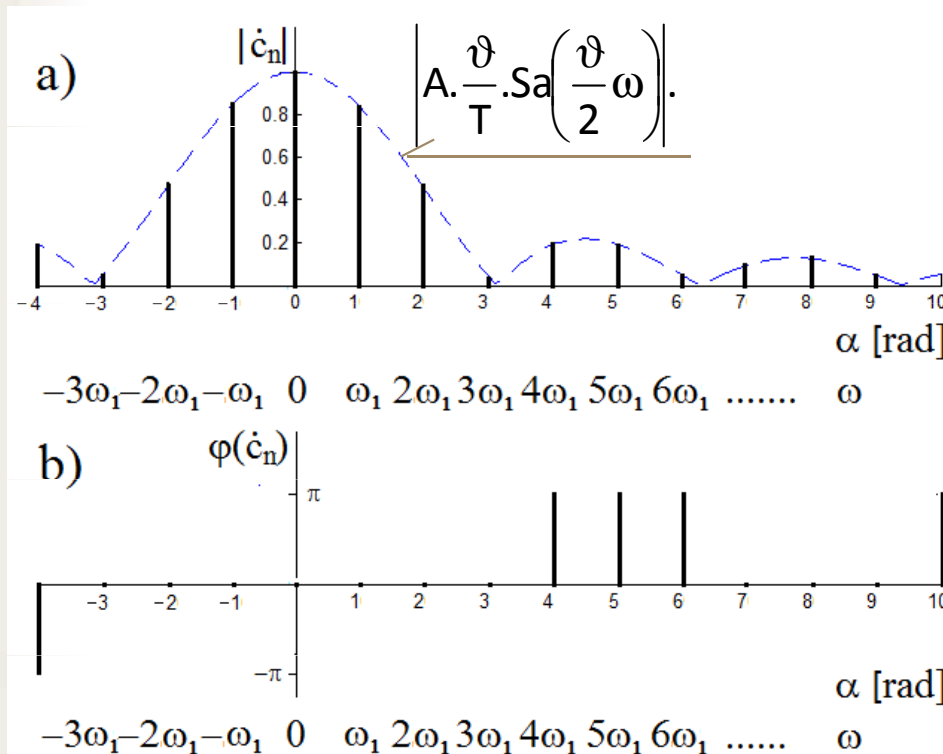 a)
|ċₙ|
|A.ϑ/T.Sa(ϑ/2 ω)|.
0.8
0.6
0.4
0.2
−4 −3 −2 −1 0 1 2 3 4 5 6 7 8 9 10
α [rad]
−3ω₁ −2ω₁ −ω₁ 0 ω₁ 2ω₁ 3ω₁ 4ω₁ 5ω₁ 6ω₁ ....... ω
b)
φ(ċₙ)
π
−3 −2 −1 1 2 3 4 5 6 7 8 9 10
−π
α [rad]
−3ω₁ −2ω₁ −ω₁ 0 ω₁ 2ω₁ 3ω₁ 4ω₁ 5ω₁ 6ω₁ ...... ω